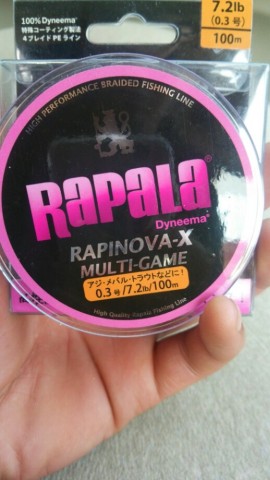 100% Dyneema®
特殊コーティング製法
4ブレイドPEライン
7.2lb
(0.3号)
100m
HIGH PERFORMANCE BRAIDED FISHING LINE
Rapala
Dyneema®
RAPINOVA-X
MULTI-GAME
アジ・メバル・トラウトなどに!
0.3号/7.2lb/100m
High Quality Rapala Fishing Line